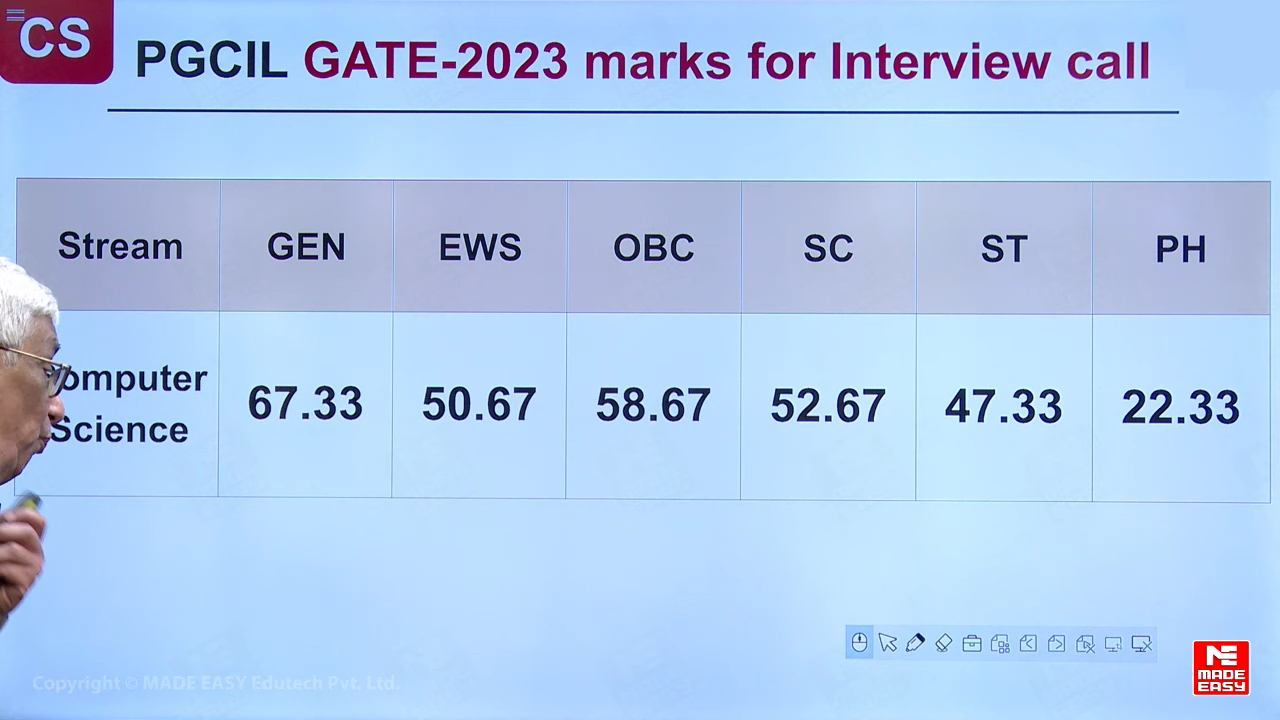 CS
PGCIL GATE-2023 marks for Interview call
Stream GEN EWS OBC SC ST PH
omputer
Science
67.33 50.67 58.67 52.67 47.33 22.33
Copyright © MADE EASY Edutech Pvt. Ltd.
ME
MADE
EASY